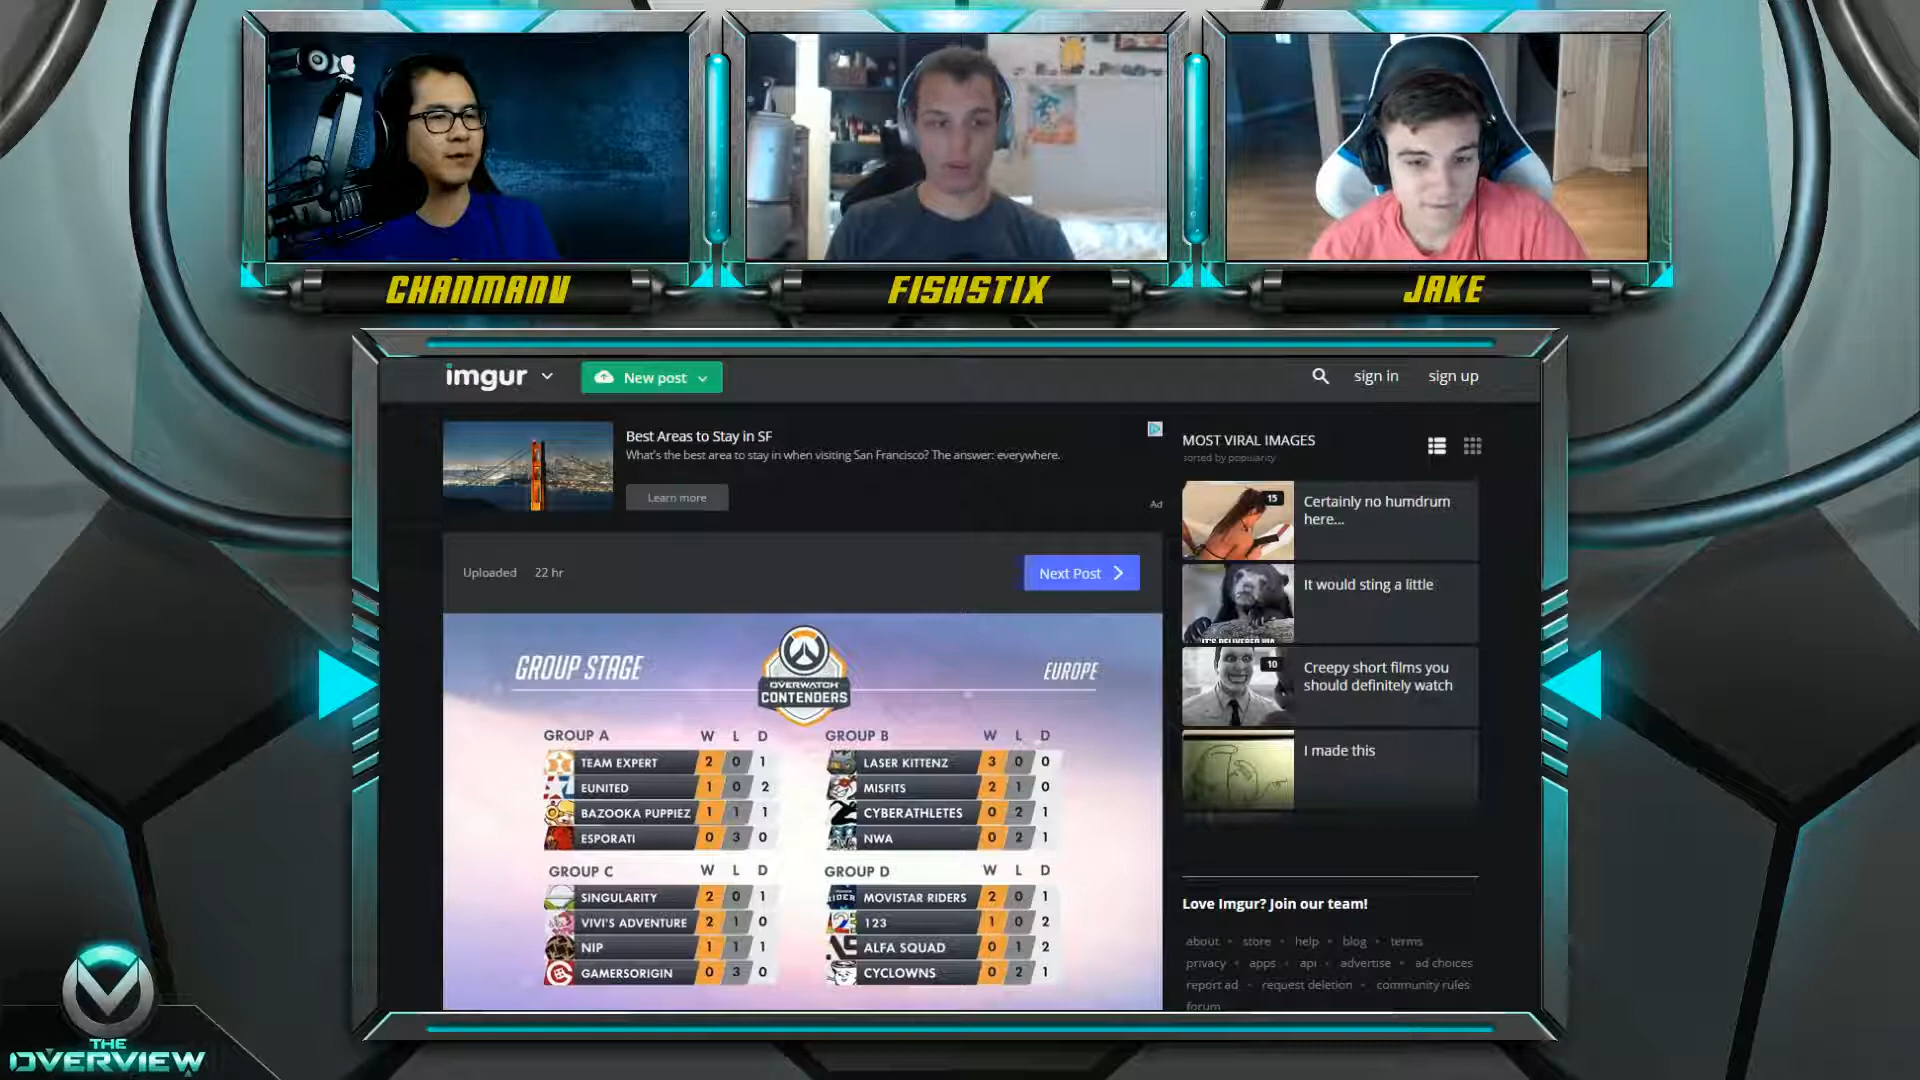 CHANMANV
FISHSTIX
JAKE
imgur
New post
sign in
sign up
Best Areas to Stay in SF
What's the best area to stay in when visiting San Francisco? The answer: everywhere.
Learn more
Ad
MOST VIRAL IMAGES
sorted by popularity
15
Certainly no humdrum
here...
It would sting a little
10
Creepy short films you
should definitely watch
I made this
Uploaded 22 hr
Next Post
GROUP STAGE
OVERWATCH
CONTENDERS
EUROPE
GROUP A W L D
TEAM EXPERT 2 0 1
EUNITED 1 0 2
BAZOOKA PUPPIEZ 1 1 1
ESPORATI 0 3 0
GROUP B W L D
LASER KITTENZ 3 0 0
MISFITS 2 1 0
CYBERATHLETES 0 2 1
NWA 0 2 1
GROUP C W L D
SINGULARITY 2 0 1
VIVI'S ADVENTURE 2 1 0
NIP 1 1 1
GAMERSORIGIN 0 3 0
GROUP D W L D
MOVISTAR RIDERS 2 0 1
123 1 0 2
ALFA SQUAD 0 1 2
CYCLOWNS 0 2 1
Love Imgur? Join our team!
about • store • help • blog • terms
privacy • apps • api • advertise • ad choices
report ad • request deletion • community rules
forum
THE
OVERVIEW